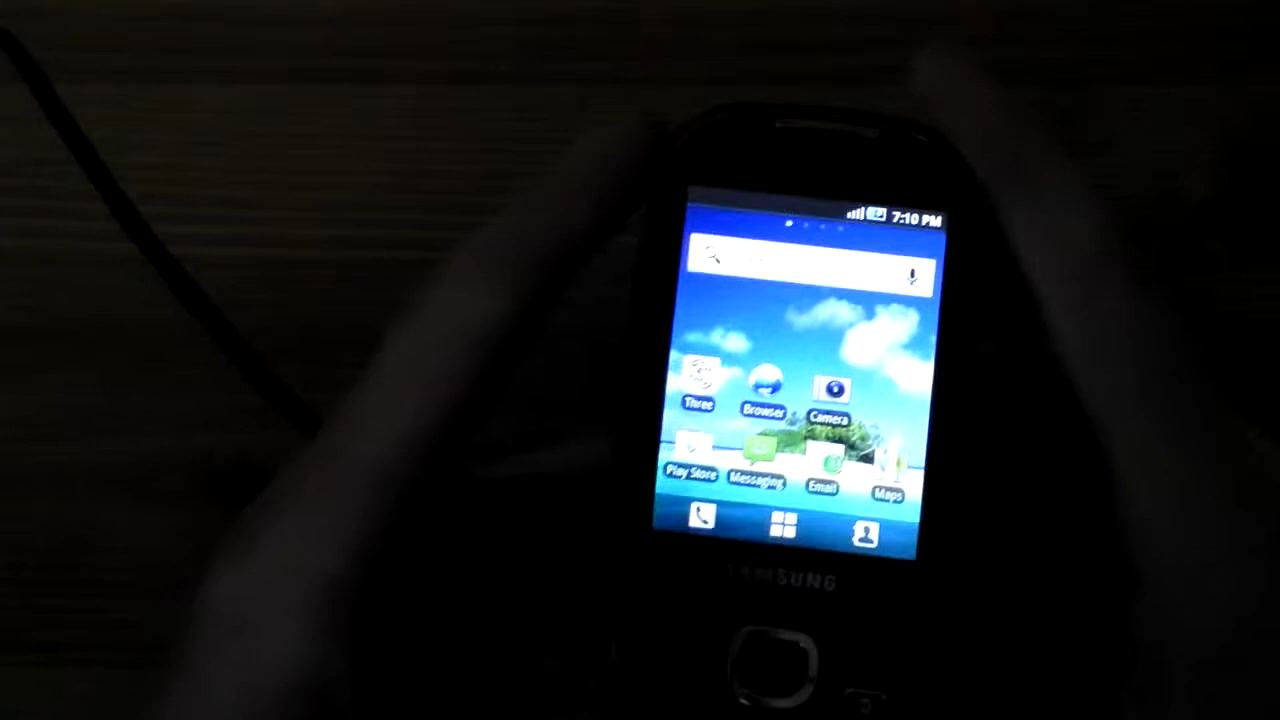 7:10 PM
Three
Browser
Camera
Play Store
Messaging
Email
Maps
SAMSUNG